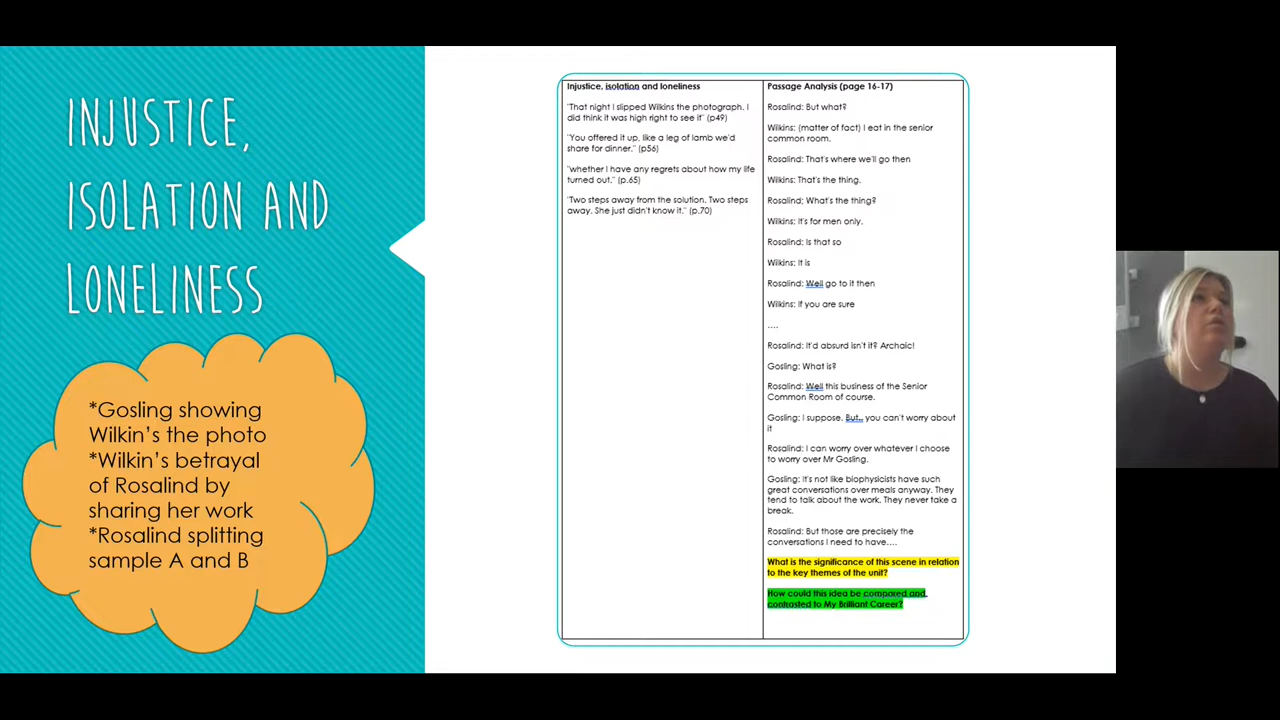 INJUSTICE,
ISOLATION AND
LONELINESS
*Gosling showing
Wilkin's the photo
*Wilkin's betrayal
of Rosalind by
sharing her work
*Rosalind splitting
sample A and B
Injustice, isolation and loneliness
"That night I slipped Wilkins the photograph. I
did think it was high right to see it" (p49)
"You offered it up, like a leg of lamb we'd
share for dinner." (p56)
"whether I have any regrets about how my life
turned out." (p.65)
"Two steps away from the solution. Two steps
away. She just didn't know it." (p.70)
Passage Analysis (page 16-17)
Rosalind: But what?
Wilkins: (matter of fact) I eat in the senior
common room.
Rosalind: That's where we'll go then
Wilkins: That's the thing.
Rosalind; What's the thing?
Wilkins: It's for men only.
Rosalind: Is that so
Wilkins: It is
Rosalind: Well go to it then
Wilkins: If you are sure
....
Rosalind: It'd absurd isn't it? Archaic!
Gosling: What is?
Rosalind: Well this business of the Senior
Common Room of course.
Gosling: I suppose. But.. you can't worry about
it
Rosalind: I can worry over whatever I choose
to worry over Mr Gosling.
Gosling: It's not like biophysicists have such
great conversations over meals anyway. They
tend to talk about the work. They never take a
break.
Rosalind: But those are precisely the
conversations I need to have....
What is the significance of this scene in relation
to the key themes of the unit?
How could this idea be compared and
contrasted to My Brilliant Career?